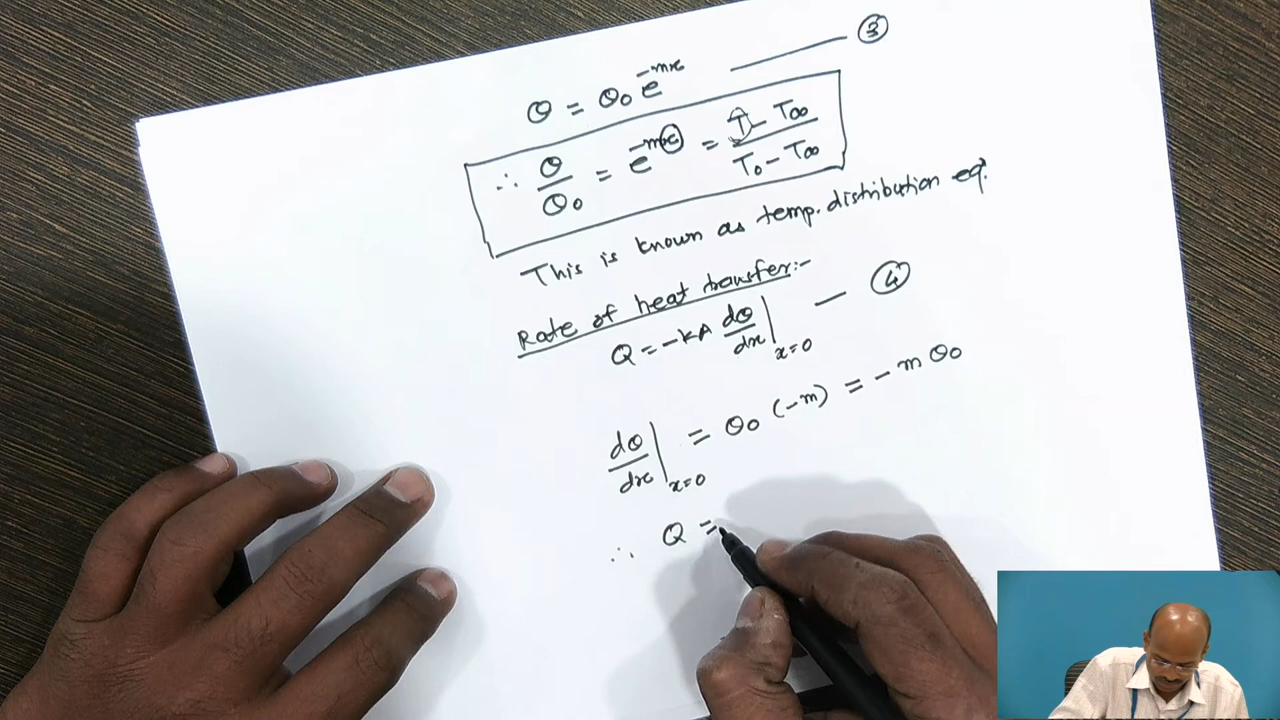 θ = θ₀ e^{-mx} — ③
∴ θ/θ₀ = e^{-mx} = (T - T∞)/(T₀ - T∞)
This is known as temp. distribution eq.
Rate of heat transfer:-
Q = -kA dθ/dx |_{x=0} — ④
dθ/dx |_{x=0} = θ₀ (-m) = -m θ₀
∴ Q =